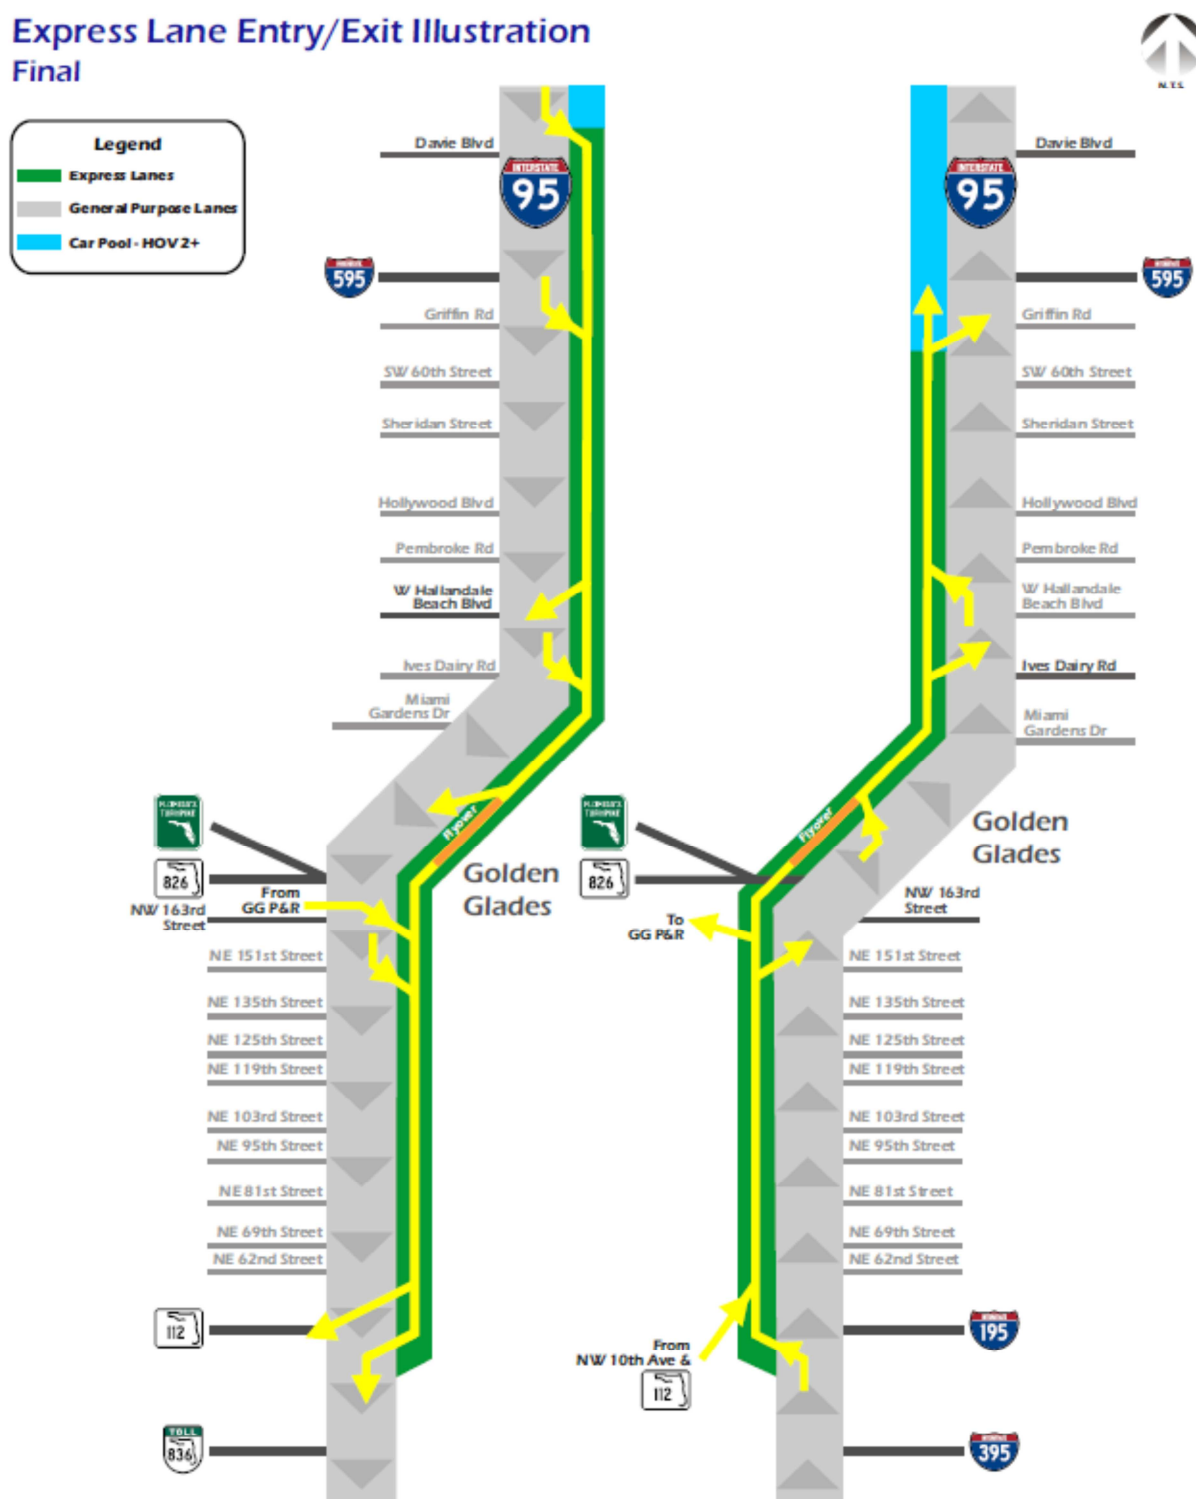 Express Lane Entry/Exit Illustration
Final
N.T.S.
Legend
Express Lanes
General Purpose Lanes
Car Pool - HOV 2+
Davie Blvd
INTERSTATE
95
595
Griffin Rd
SW 60th Street
Sheridan Street
Hollywood Blvd
Pembroke Rd
W Hallandale
Beach Blvd
Ives Dairy Rd
Miami
Gardens Dr
FLORIDA'S
TURNPIKE
826
NW 163rd
Street
From
GG P&R
Flyover
Golden
Glades
NE 151st Street
NE 135th Street
NE 125th Street
NE 119th Street
NE 103rd Street
NE 95th Street
NE 81st Street
NE 69th Street
NE 62nd Street
112
TOLL
836
Davie Blvd
INTERSTATE
95
595
Griffin Rd
SW 60th Street
Sheridan Street
Hollywood Blvd
Pembroke Rd
W Hallandale
Beach Blvd
Ives Dairy Rd
Miami
Gardens Dr
Golden
Glades
Flyover
FLORIDA'S
TURNPIKE
826
To
GG P&R
NW 163rd
Street
NE 151st Street
NE 135th Street
NE 125th Street
NE 119th Street
NE 103rd Street
NE 95th Street
NE 81st Street
NE 69th Street
NE 62nd Street
From
NW 10th Ave &
112
195
395